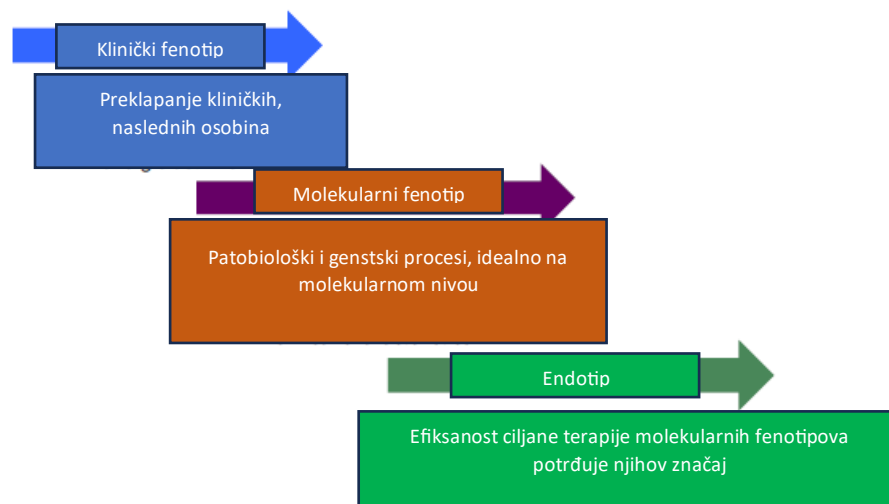 Klinički fenotip
Preklapanje kliničkih,
naslednih osobina
Molekularni fenotip
Patobiološki i genstski procesi, idealno na
molekularnom nivou
Endotip
Efiksanost ciljane terapije molekularnih fenotipova
potrđuje njihov značaj